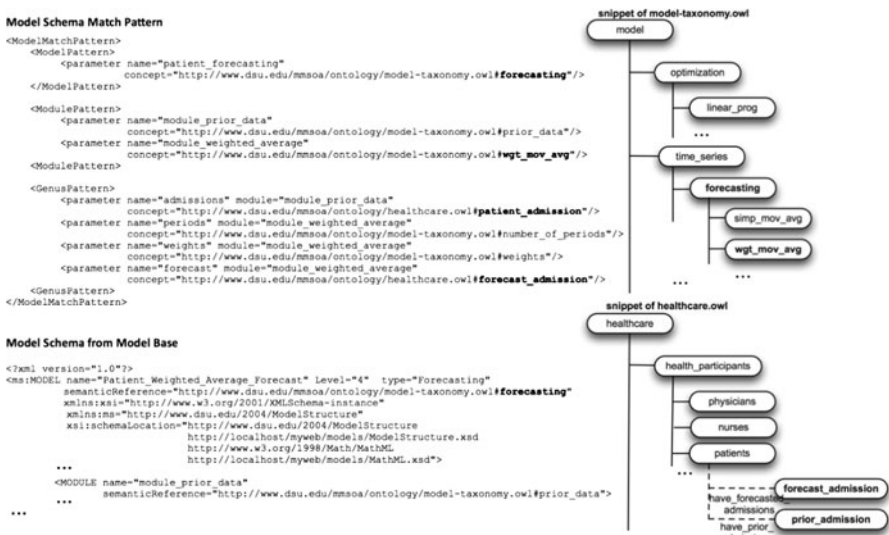 Model Schema Match Pattern
<ModelMatchPattern>
<ModelPattern>
<parameter name="patient_forecasting"
concept="http://www.dsu.edu/mmsoa/ontology/model-taxonomy.owl#forecasting"/>
</ModelPattern>
<ModulePattern>
<parameter name="module_prior_data"
concept="http://www.dsu.edu/mmsoa/ontology/model-taxonomy.owl#prior_data"/>
<parameter name="module_weighted_average"
concept="http://www.dsu.edu/mmsoa/ontology/model-taxonomy.owl#wgt_mov_avg"/>
<ModulePattern>
<GenusPattern>
<parameter name="admissions" module="module_prior_data"
concept="http://www.dsu.edu/mmsoa/ontology/healthcare.owl#patient_admission"/>
<parameter name="periods" module="module_weighted_average"
concept="http://www.dsu.edu/mmsoa/ontology/model-taxonomy.owl#number_of_periods"/>
<parameter name="weights" module="module_weighted_average"
concept="http://www.dsu.edu/mmsoa/ontology/model-taxonomy.owl#weights"/>
<parameter name="forecast" module="module_weighted_average"
concept="http://www.dsu.edu/mmsoa/ontology/healthcare.owl#forecast_admission"/>
<GenusPattern>
</ModelMatchPattern>
Model Schema from Model Base
<?xml version="1.0"?>
<ms:MODEL name="Patient_Weighted_Average_Forecast" Level="4" type="Forecasting"
semanticReference="http://www.dsu.edu/mmsoa/ontology/model-taxonomy.owl#forecasting"
xmlns:xsi="http://www.w3.org/2001/XMLSchema-instance"
xmlns:ms="http://www.dsu.edu/2004/ModelStructure"
xsi:schemaLocation="http://www.dsu.edu/2004/ModelStructure
http://localhost/myweb/models/ModelStructure.xsd
http://www.w3.org/1998/Math/MathML
http://localhost/myweb/models/MathML.xsd">
...
<MODULE name="module_prior_data"
semanticReference="http://www.dsu.edu/mmsoa/ontology/model-taxonomy.owl#prior_data">
...
...
snippet of model-taxonomy.owl
model
optimization
linear_prog
...
time_series
forecasting
simp_mov_avg
wgt_mov_avg
...
...
snippet of healthcare.owl
healthcare
health_participants
physicians
nurses
patients
...
forecast_admission
have_forecasted_
admissions
prior_admission
have_prior_